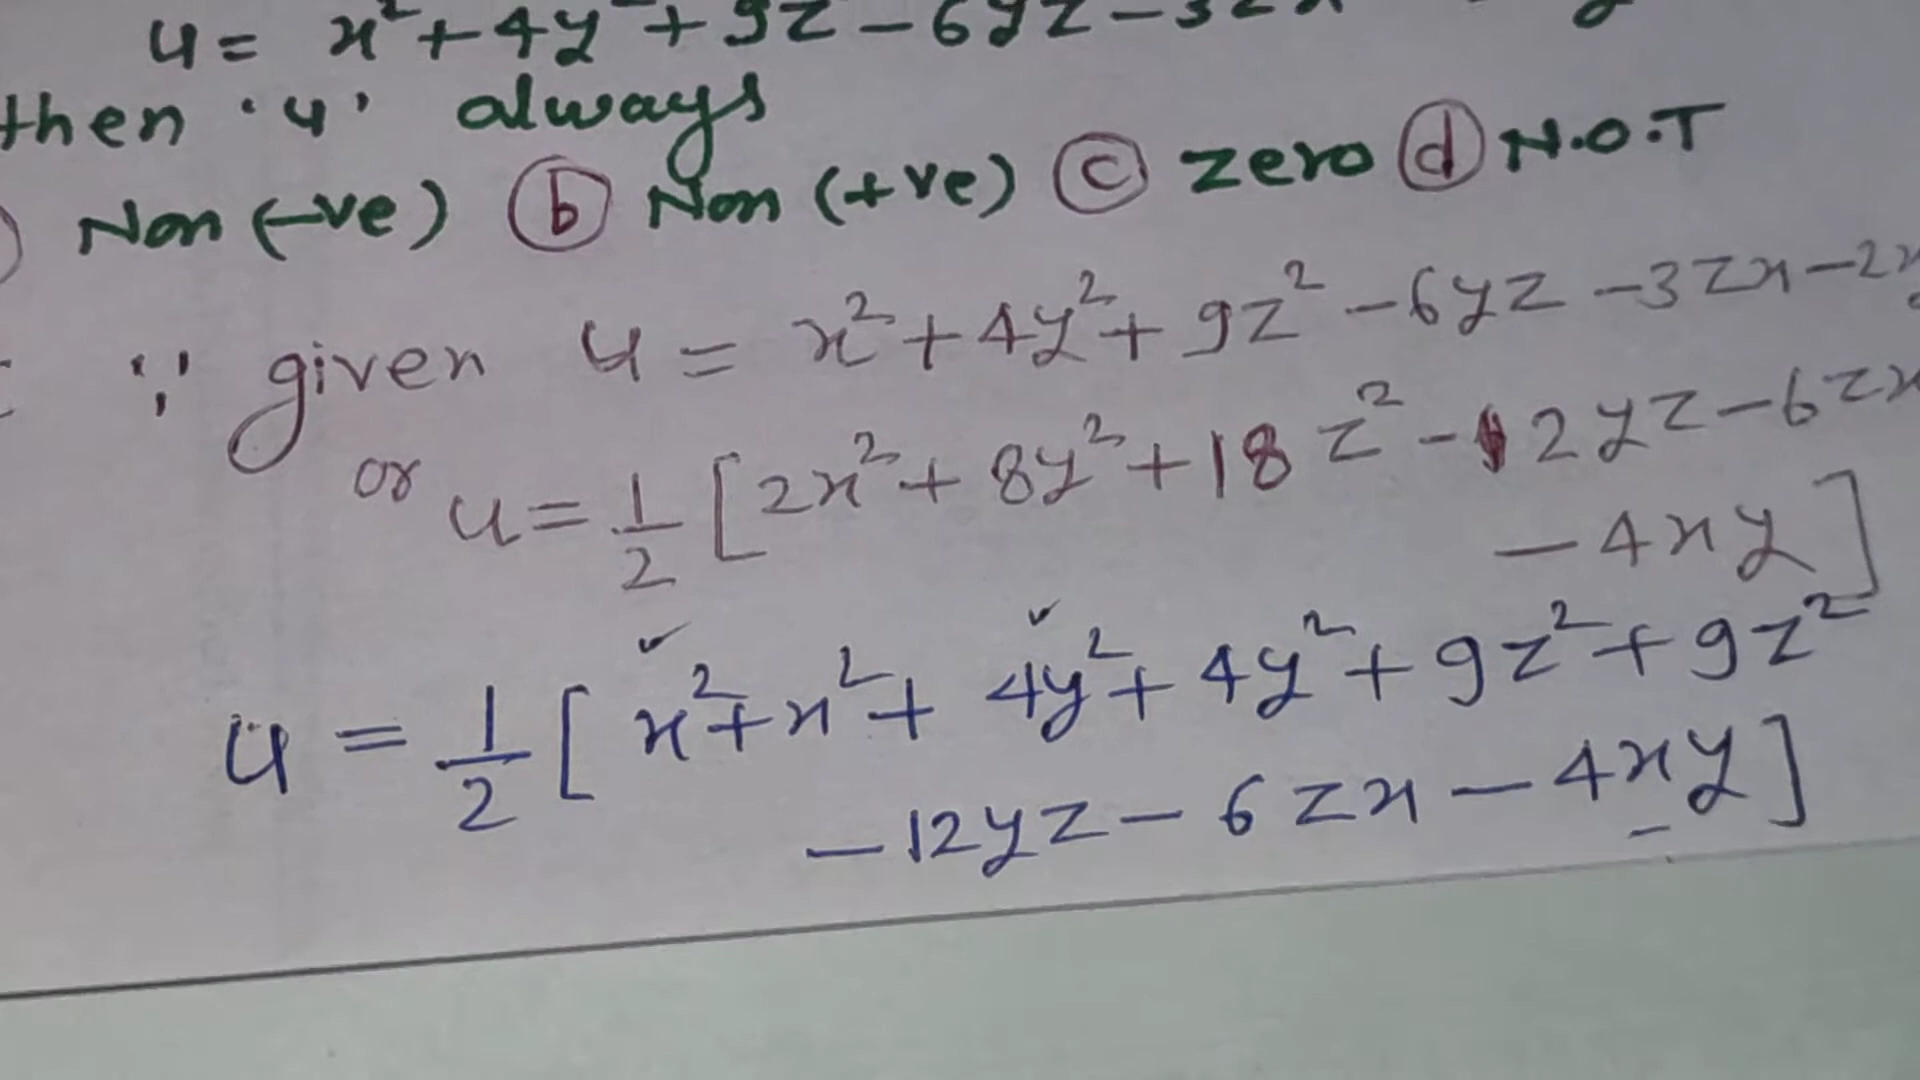 u = x² + 4y² + 9z - 6yz - 3zx
then 'u' always
Non (-ve) (b) Non (+ve) (c) zero (d) N.O.T
∵ given u = x² + 4y² + 9z² - 6yz - 3zx - 2x
or u = 1/2 [2x² + 8y² + 18z² - 12yz - 6zx
- 4xy]
u = 1/2 [x² + x² + 4y² + 4y² + 9z² + 9z²
- 12yz - 6zx - 4xy]